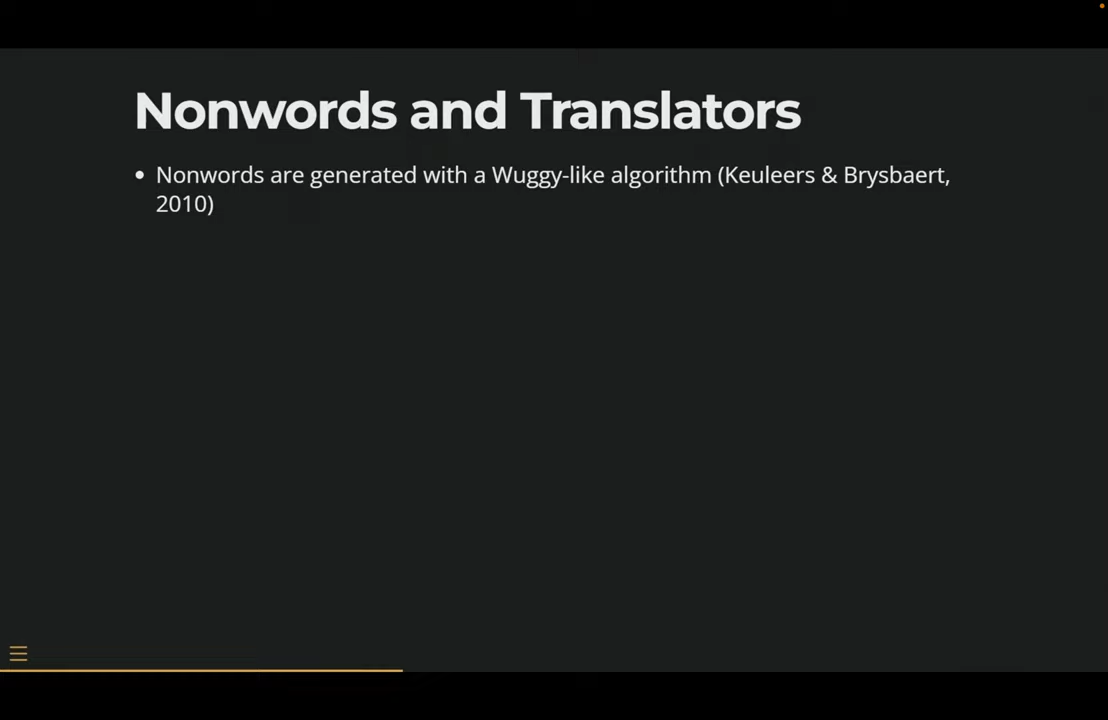 Nonwords and Translators
• Nonwords are generated with a Wuggy-like algorithm (Keuleers & Brysbaert,
2010)